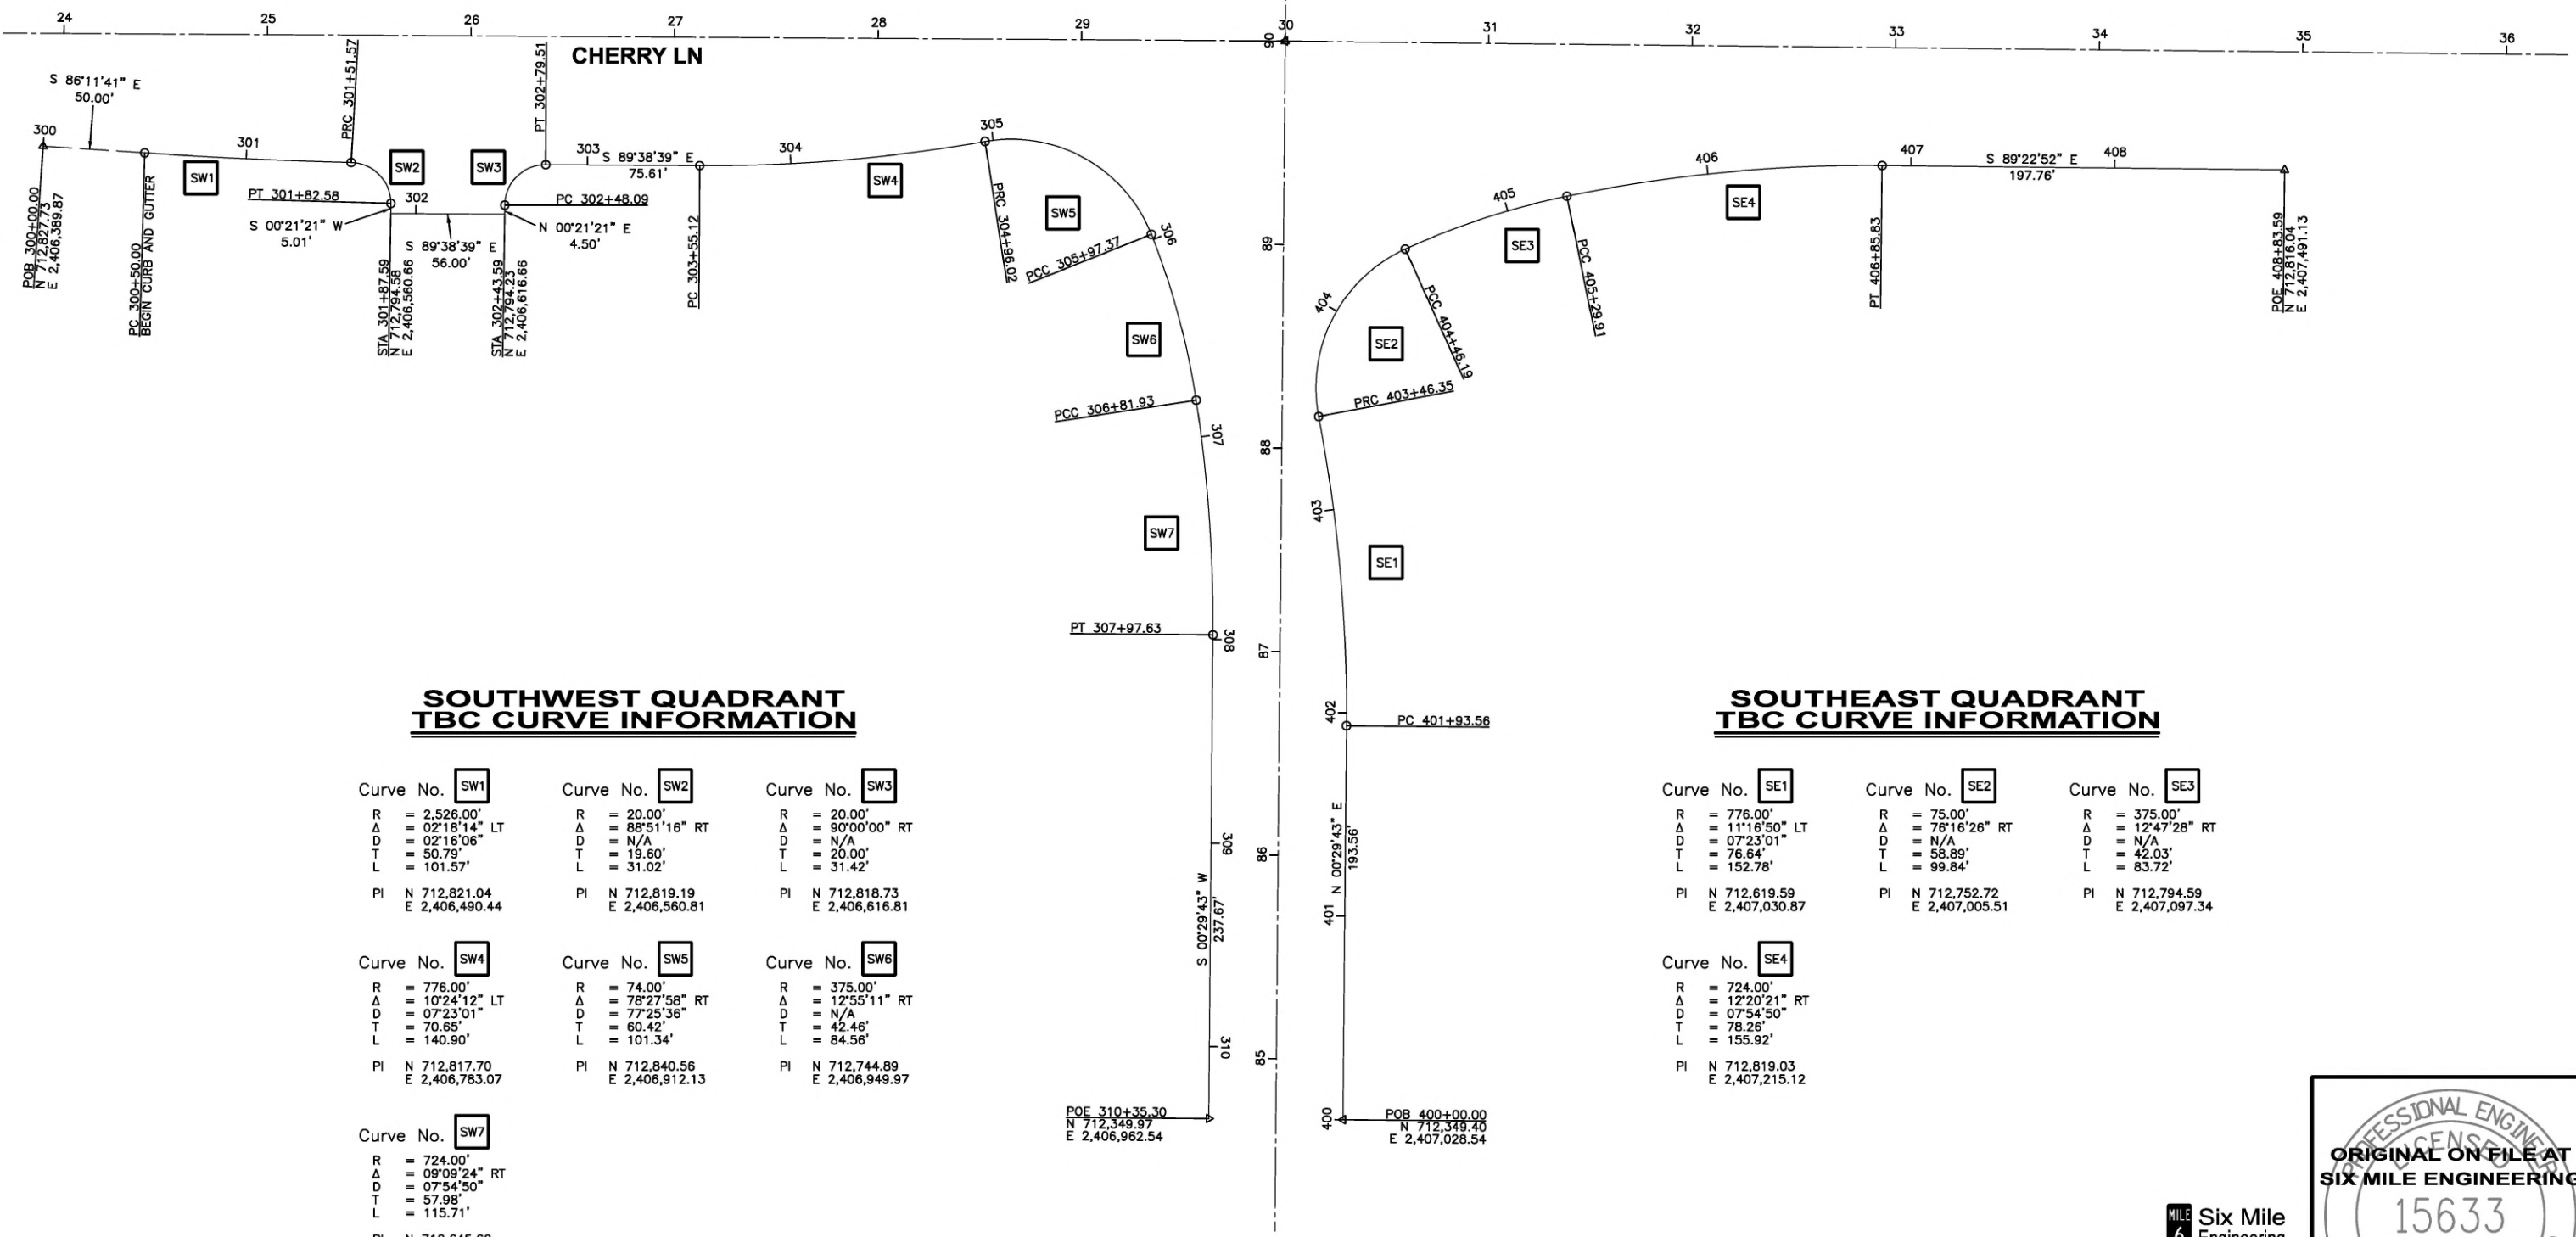 24 25 26 27 28 29 30 31 32 33 34 35 36
CHERRY LN
90
89
88
87
86
85
S 86°11'41" E
50.00'
300
301
302
303
304
305
306
307
308
309
310
POB 300+00.00
N 712,827.73
E 2,406,389.87
PC 300+50.00
BEGIN CURB AND GUTTER
SW1
PRC 301+51.57
SW2
PT 301+82.58
S 00°21'21" W
5.01'
STA 301+87.59
N 712,794.58
E 2,406,560.66
S 89°38'39" E
56.00'
STA 302+43.59
N 712,794.23
E 2,406,616.66
N 00°21'21" E
4.50'
PC 302+48.09
SW3
PT 302+79.51
S 89°38'39" E
75.61'
PC 303+55.12
SW4
PRC 304+96.02
SW5
PCC 305+97.37
SW6
PCC 306+81.93
SW7
PT 307+97.63
S 00°29'43" W
237.67'
POE 310+35.30
N 712,349.97
E 2,406,962.54
400
401
402
403
404
405
406
407
408
POB 400+00.00
N 712,349.40
E 2,407,028.54
N 00°29'43" E
193.56'
PC 401+93.56
SE1
PRC 403+46.35
SE2
PCC 404+46.19
SE3
PCC 405+29.91
SE4
PT 406+85.83
S 89°22'52" E
197.76'
POE 408+83.59
N 712,816.04
E 2,407,491.13
SOUTHWEST QUADRANT
TBC CURVE INFORMATION
Curve No. SW1
R = 2,526.00'
Δ = 02°18'14" LT
D = 02°16'06"
T = 50.79'
L = 101.57'
PI N 712,821.04
E 2,406,490.44
Curve No. SW2
R = 20.00'
Δ = 88°51'16" RT
D = N/A
T = 19.60'
L = 31.02'
PI N 712,819.19
E 2,406,560.81
Curve No. SW3
R = 20.00'
Δ = 90°00'00" RT
D = N/A
T = 20.00'
L = 31.42'
PI N 712,818.73
E 2,406,616.81
Curve No. SW4
R = 776.00'
Δ = 10°24'12" LT
D = 07°23'01"
T = 70.65'
L = 140.90'
PI N 712,817.70
E 2,406,783.07
Curve No. SW5
R = 74.00'
Δ = 78°27'58" RT
D = 77°25'36"
T = 60.42'
L = 101.34'
PI N 712,840.56
E 2,406,912.13
Curve No. SW6
R = 375.00'
Δ = 12°55'11" RT
D = N/A
T = 42.46'
L = 84.56'
PI N 712,744.89
E 2,406,949.97
Curve No. SW7
R = 724.00'
Δ = 09°09'24" RT
D = 07°54'50"
T = 57.98'
L = 115.71'
SOUTHEAST QUADRANT
TBC CURVE INFORMATION
Curve No. SE1
R = 776.00'
Δ = 11°16'50" LT
D = 07°23'01"
T = 76.64'
L = 152.78'
PI N 712,619.59
E 2,407,030.87
Curve No. SE2
R = 75.00'
Δ = 76°16'26" RT
D = N/A
T = 58.89'
L = 99.84'
PI N 712,752.72
E 2,407,005.51
Curve No. SE3
R = 375.00'
Δ = 12°47'28" RT
D = N/A
T = 42.03'
L = 83.72'
PI N 712,794.59
E 2,407,097.34
Curve No. SE4
R = 724.00'
Δ = 12°20'21" RT
D = 07°54'50"
T = 78.26'
L = 155.92'
PI N 712,819.03
E 2,407,215.12
PROFESSIONAL ENGINEER
LICENSED
ORIGINAL ON FILE AT
SIX MILE ENGINEERING
15633
MILE
6
Six Mile
Engineering